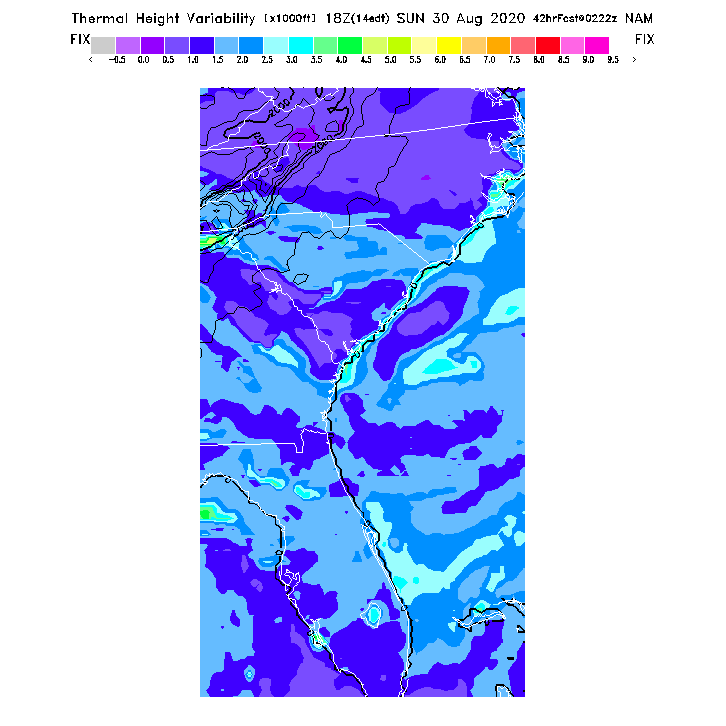 Thermal Height Variability [x1000ft] 18Z(14edt) SUN 30 Aug 2020 42hrFcst@0222z NAM
FIX FIX
< -0.5 0.0 0.5 1.0 1.5 2.0 2.5 3.0 3.5 4.0 4.5 5.0 5.5 6.0 6.5 7.0 7.5 8.0 8.5 9.0 9.5 >
2000
2000
2000